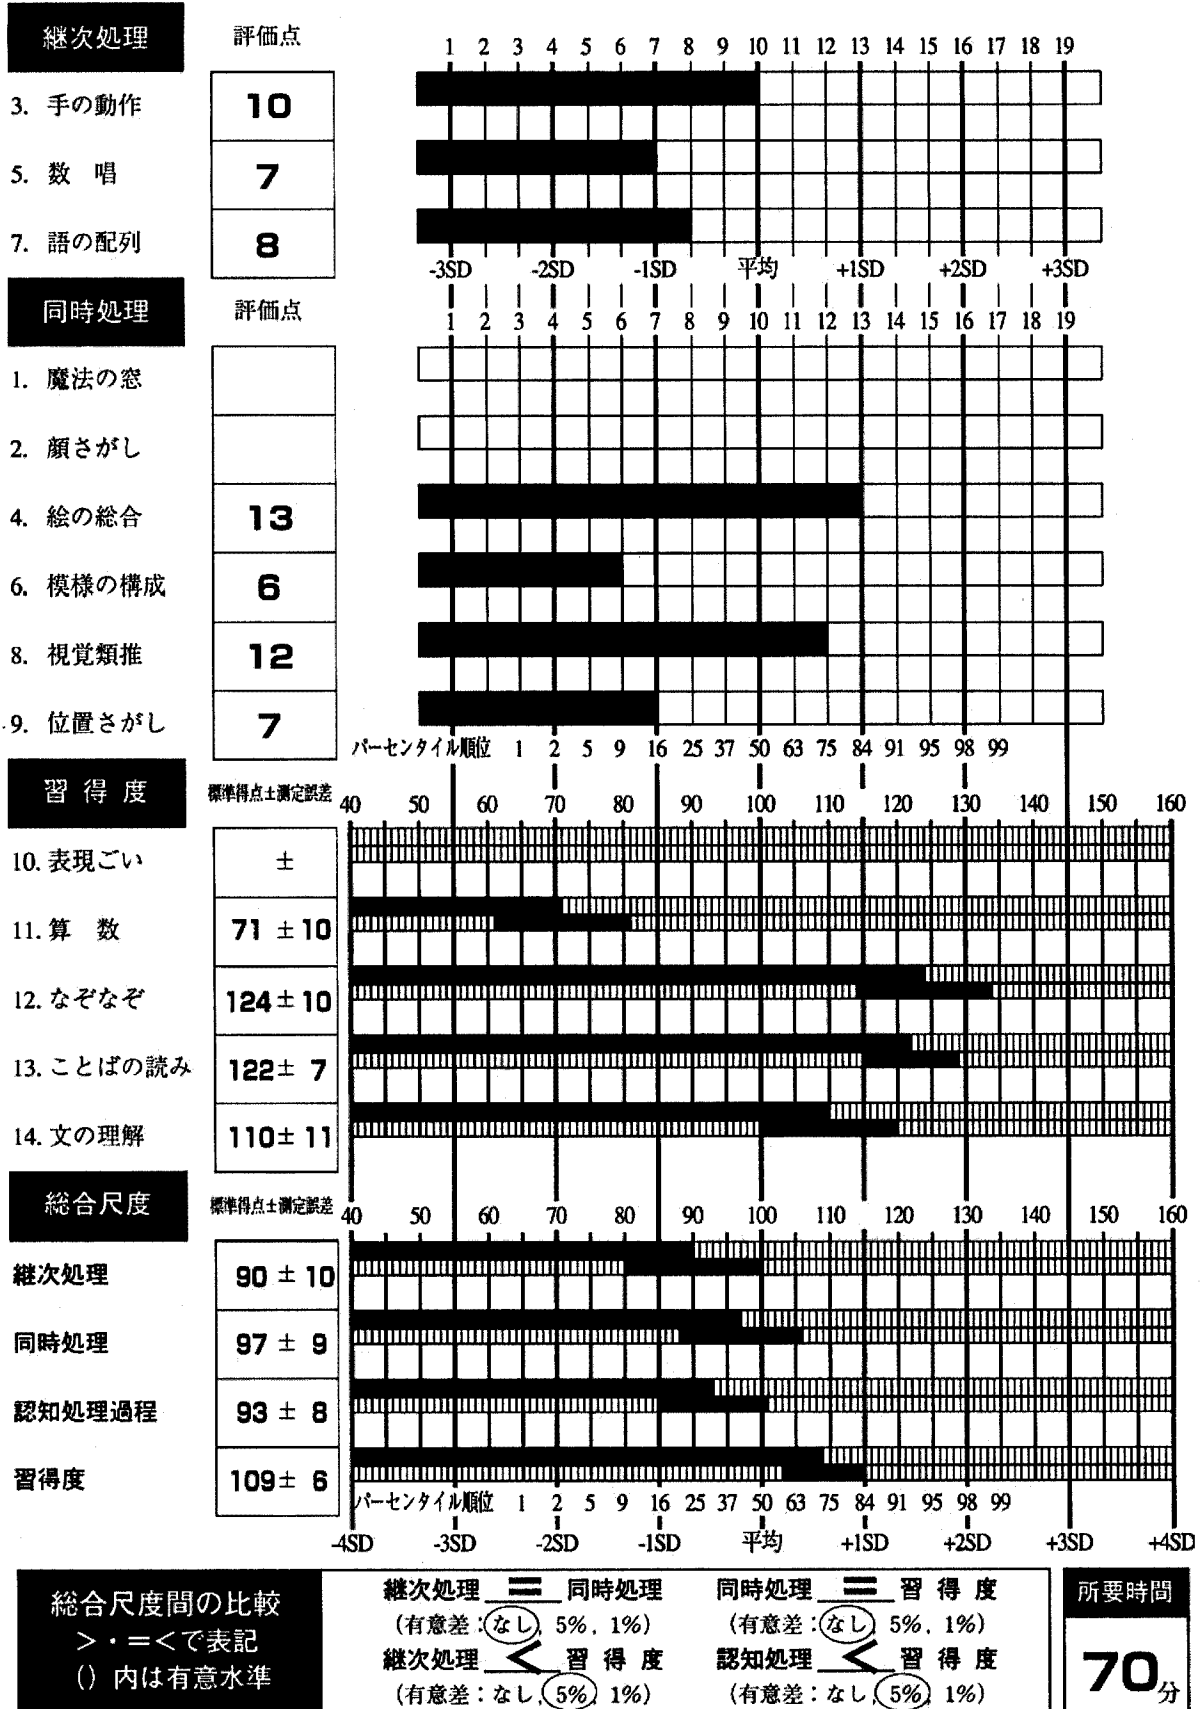 継次処理 評価点 1 2 3 4 5 6 7 8 9 10 11 12 13 14 15 16 17 18 19
3. 手の動作 10
5. 数 唱 7
7. 語の配列 8
-3SD -2SD -1SD 平均 +1SD +2SD +3SD
同時処理 評価点 1 2 3 4 5 6 7 8 9 10 11 12 13 14 15 16 17 18 19
1. 魔法の窓
2. 顔さがし
4. 絵の総合 13
6. 模様の構成 6
8. 視覚類推 12
9. 位置さがし 7
パーセンタイル順位 1 2 5 9 16 25 37 50 63 75 84 91 95 98 99
習得度 標準得点±測定誤差 40 50 60 70 80 90 100 110 120 130 140 150 160
10. 表現ごい ±
11. 算 数 71 ±10
12. なぞなぞ 124±10
13. ことばの読み 122± 7
14. 文の理解 110± 11
総合尺度 標準得点±測定誤差 40 50 60 70 80 90 100 110 120 130 140 150 160
継次処理 90 ± 10
同時処理 97 ± 9
認知処理過程 93 ± 8
習得度 109± 6
パーセンタイル順位 1 2 5 9 16 25 37 50 63 75 84 91 95 98 99
-4SD -3SD -2SD -1SD 平均 +1SD +2SD +3SD +4SD
総合尺度間の比較
>・=<で表記
() 内は有意水準
継次処理 = 同時処理 同時処理 = 習得度
(有意差:なし, 5%, 1%) (有意差:なし, 5%, 1%)
継次処理 < 習得度 認知処理 < 習得度
(有意差:なし, 5%, 1%) (有意差:なし, 5%, 1%)
所要時間
70分